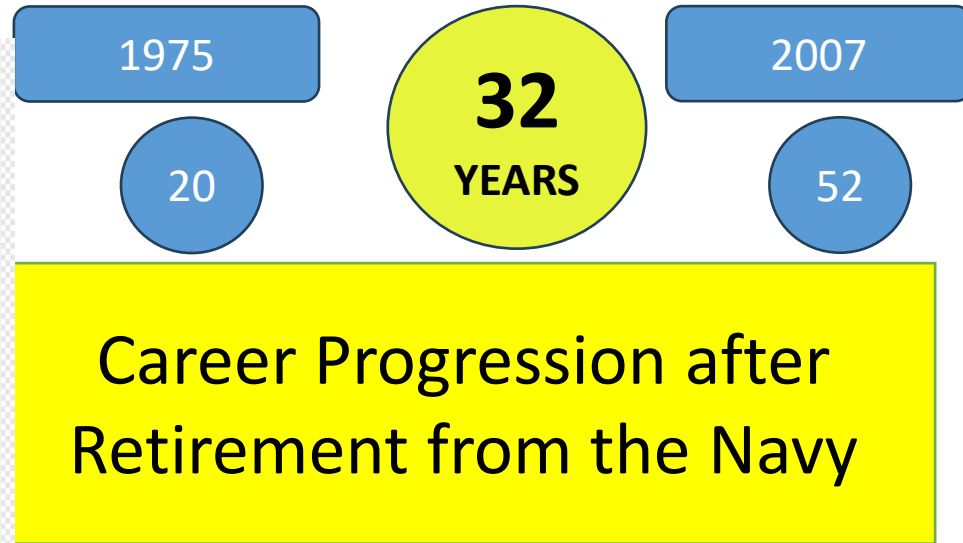 1975
32
YEARS
2007
20
52
Career Progression after
Retirement from the Navy